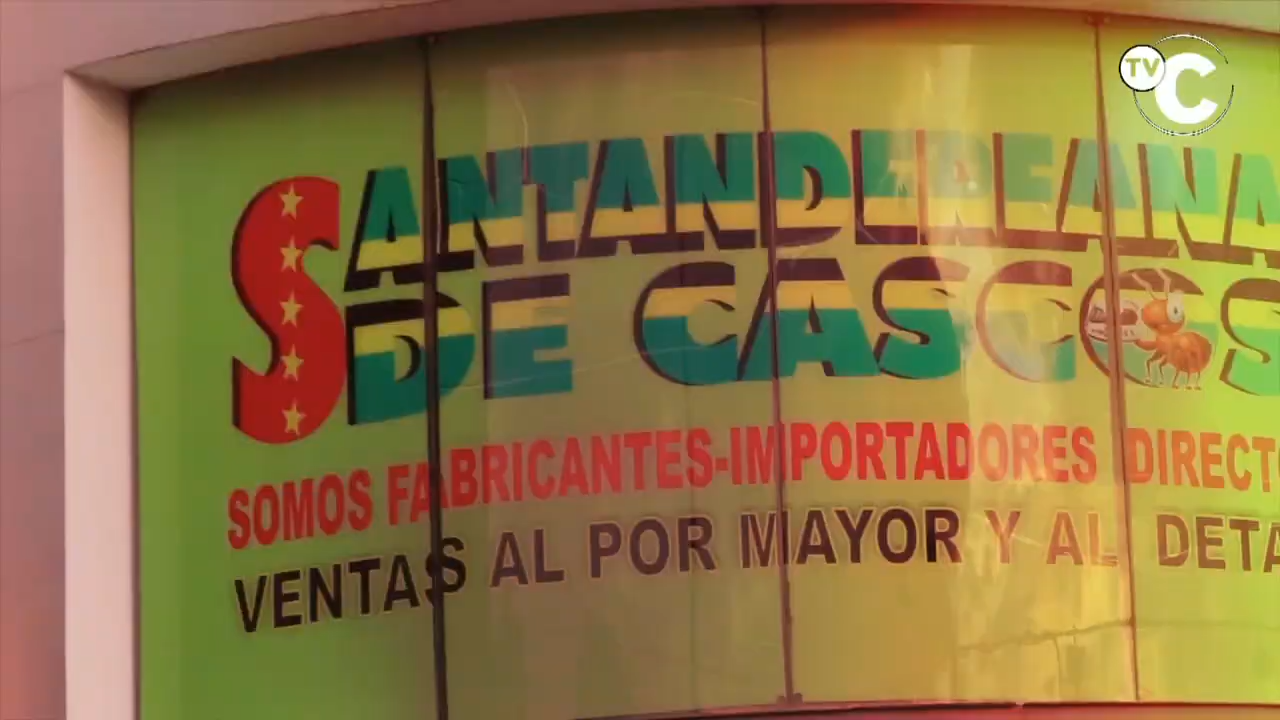 TV C
SANTANDEREANA
DE CASCOS
SOMOS FABRICANTES-IMPORTADORES
VENTAS AL POR MAYOR Y AL